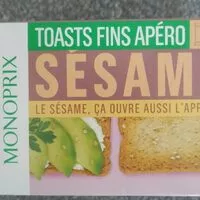 MONOPRIX
TOASTS FINS APÉRO
SÉSAM
LE SÉSAME, ÇA OUVRE AUSSI L'APP